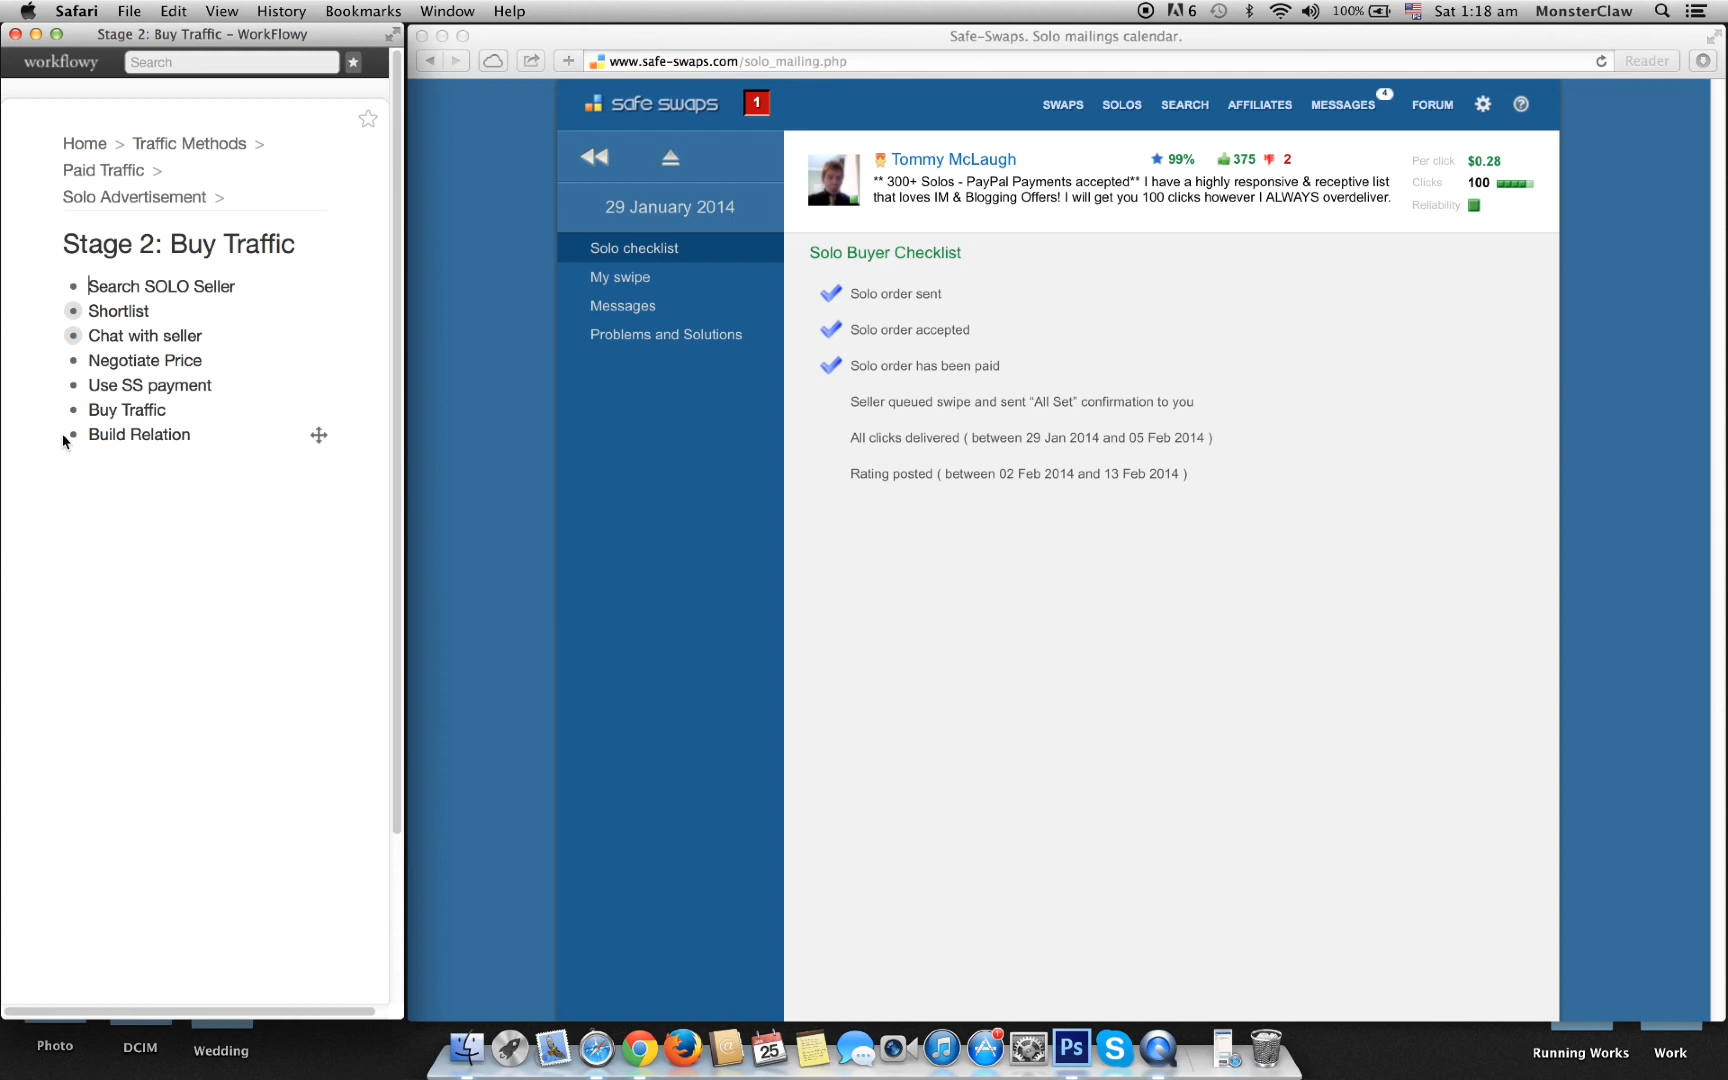 Safari File Edit View History Bookmarks Window Help
6 100% Sat 1:18 am MonsterClaw
Stage 2: Buy Traffic – WorkFlowy
workflowy Search
Home > Traffic Methods >
Paid Traffic >
Solo Advertisement >
Stage 2: Buy Traffic
Search SOLO Seller
Shortlist
Chat with seller
Negotiate Price
Use SS payment
Buy Traffic
Build Relation
Safe-Swaps. Solo mailings calendar.
www.safe-swaps.com/solo_mailing.php
Reader
safe swaps 1
SWAPS SOLOS SEARCH AFFILIATES MESSAGES 4 FORUM
29 January 2014
Solo checklist
My swipe
Messages
Problems and Solutions
Tommy McLaugh 99% 375 2
** 300+ Solos - PayPal Payments accepted** I have a highly responsive & receptive list
that loves IM & Blogging Offers! I will get you 100 clicks however I ALWAYS overdeliver.
Per click $0.28
Clicks 100
Reliability
Solo Buyer Checklist
Solo order sent
Solo order accepted
Solo order has been paid
Seller queued swipe and sent “All Set” confirmation to you
All clicks delivered ( between 29 Jan 2014 and 05 Feb 2014 )
Rating posted ( between 02 Feb 2014 and 13 Feb 2014 )
Photo DCIM Wedding
25
Ps
Running Works Work